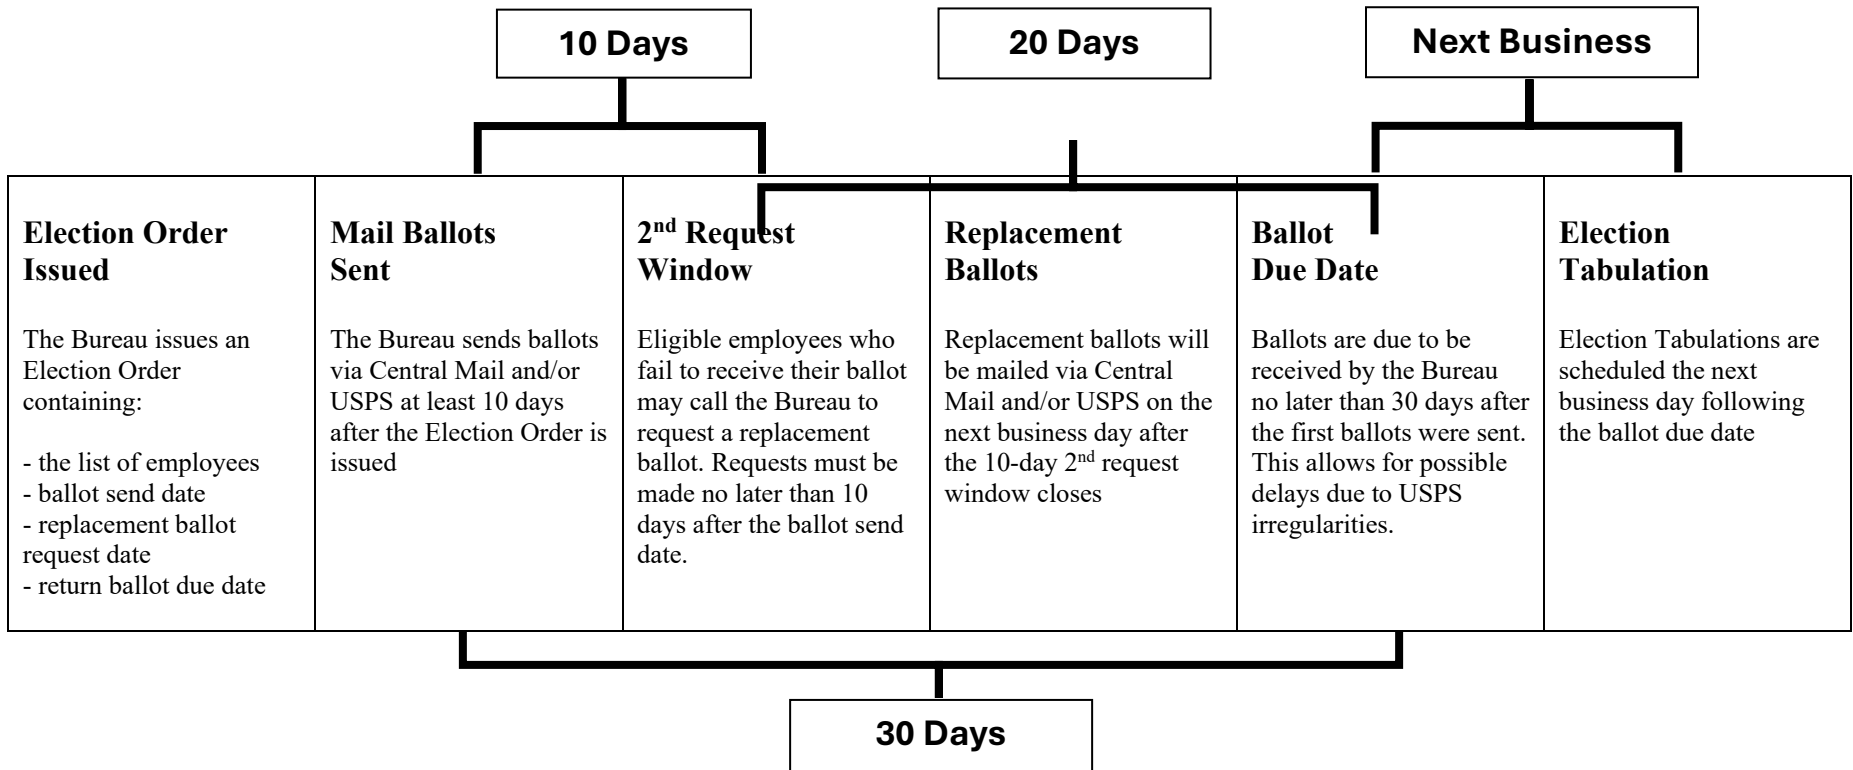 10 Days
20 Days
Next Business
Election Order
Issued
The Bureau issues an
Election Order
containing:
- the list of employees
- ballot send date
- replacement ballot
request date
- return ballot due date
Mail Ballots
Sent
The Bureau sends ballots
via Central Mail and/or
USPS at least 10 days
after the Election Order is
issued
2nd Request
Window
Eligible employees who
fail to receive their ballot
may call the Bureau to
request a replacement
ballot. Requests must be
made no later than 10
days after the ballot send
date.
Replacement
Ballots
Replacement ballots will
be mailed via Central
Mail and/or USPS on the
next business day after
the 10-day 2nd request
window closes
Ballot
Due Date
Ballots are due to be
received by the Bureau
no later than 30 days after
the first ballots were sent.
This allows for possible
delays due to USPS
irregularities.
Election
Tabulation
Election Tabulations are
scheduled the next
business day following
the ballot due date
30 Days